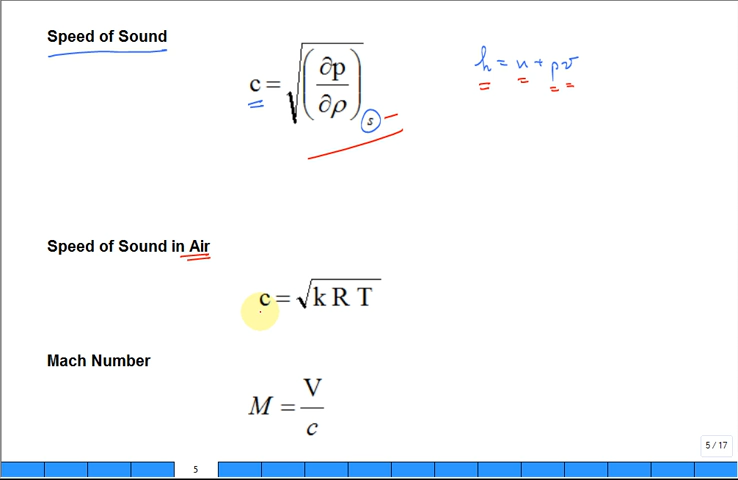 Speed of Sound
h = u + pv
c = √(∂p/∂ρ)s
Speed of Sound in Air
c = √k R T
Mach Number
M = V/c
5 / 17
5